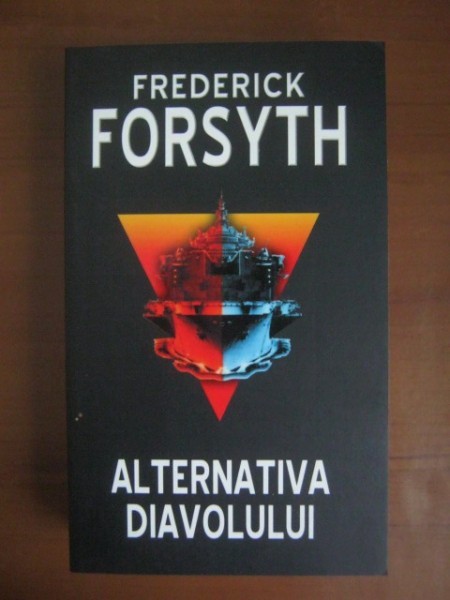 FREDERICK
FORSYTH
ALTERNATIVA
DIAVOLULUI